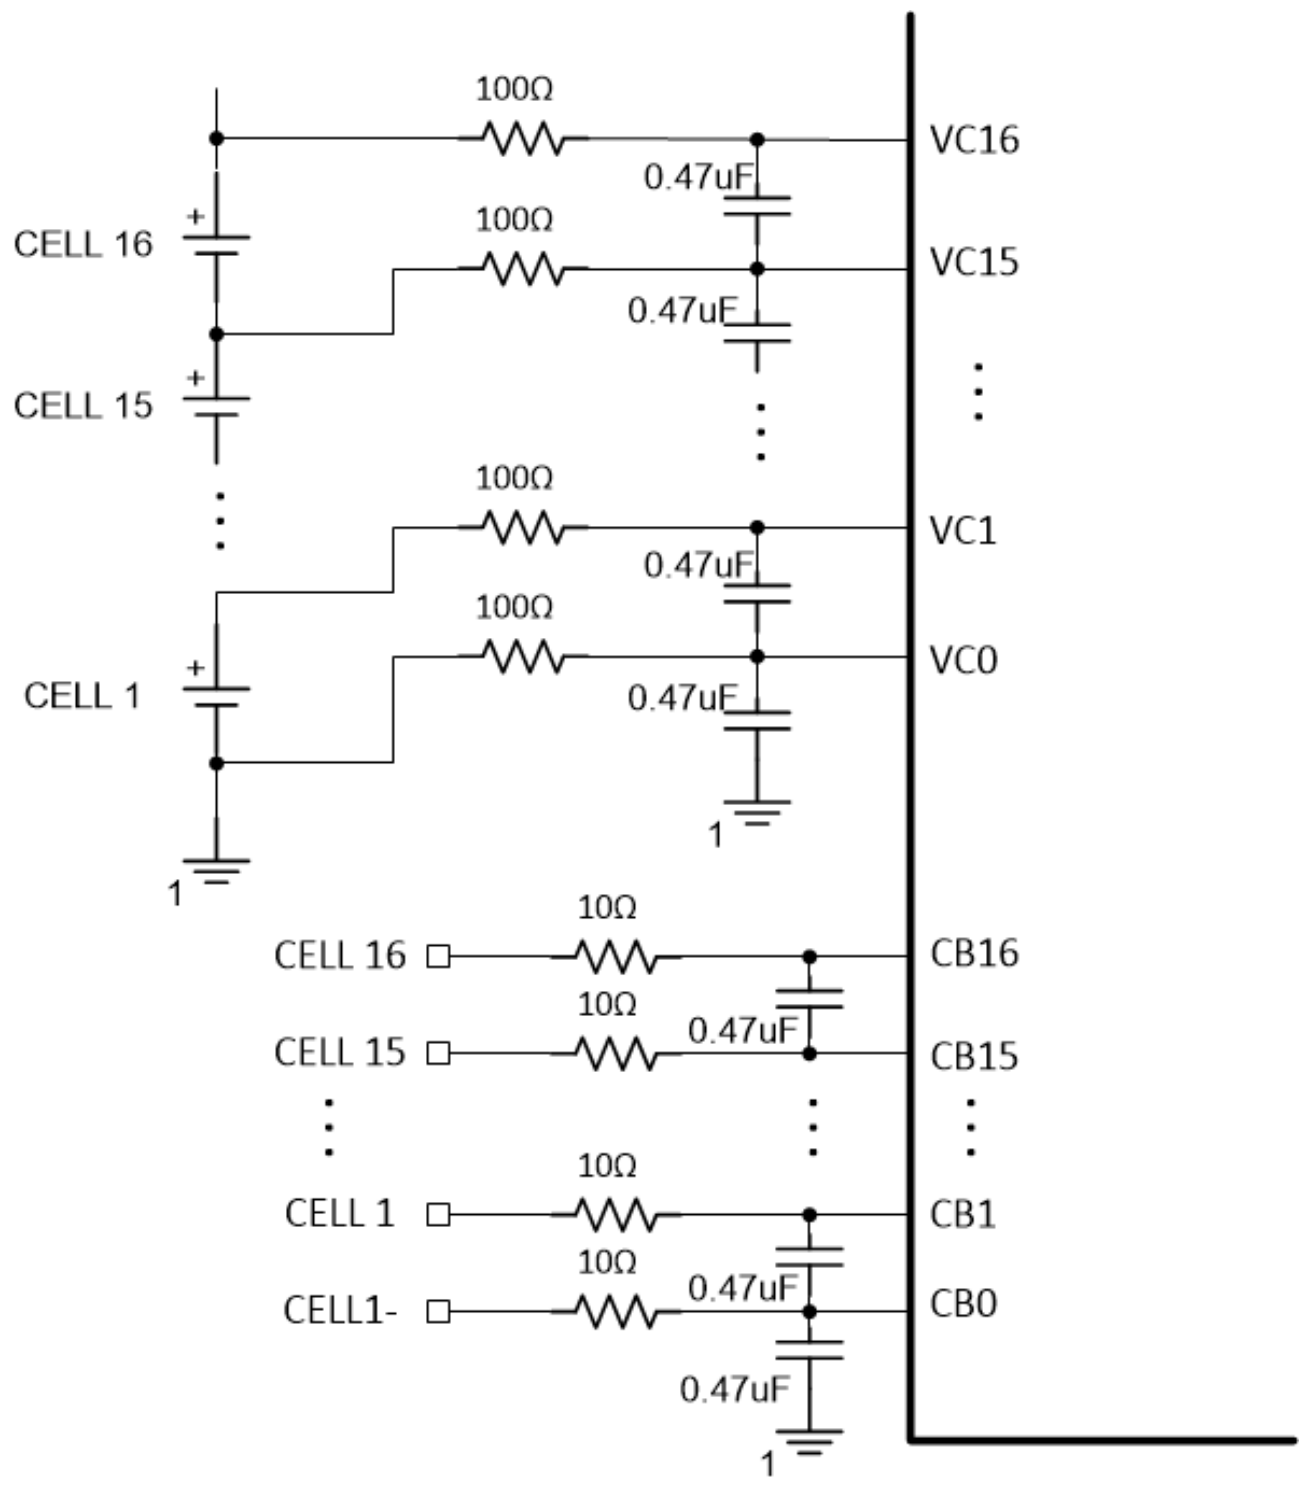 100Ω
VC16
0.47uF
+
100Ω
CELL 16
VC15
0.47uF
+
CELL 15
100Ω
VC1
0.47uF
100Ω
+
VC0
CELL 1
0.47uF
1
1
10Ω
CELL 16
CB16
10Ω
0.47uF
CELL 15
CB15
10Ω
CELL 1
CB1
10Ω
0.47uF
CELL1-
CB0
0.47uF
1